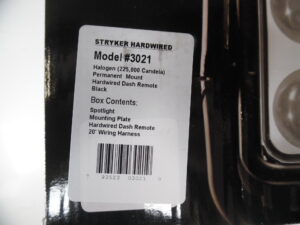 STRYKER HARDWIRED
Model #3021
Halogen (225,000 Candela)
Permanent Mount
Hardwired Dash Remote
Black
Box Contents:
Spotlight
Mounting Plate
Hardwired Dash Remote
20' Wiring Harness